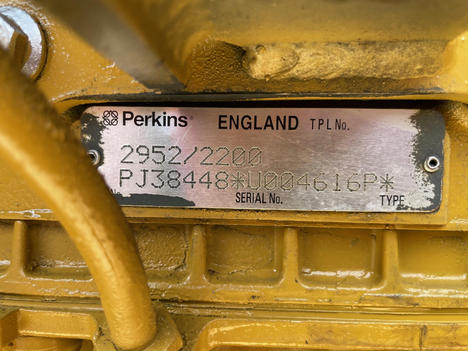 Perkins ENGLAND TPL No.
2952/2200
PJ38448*U004616P*
SERIAL No. TYPE